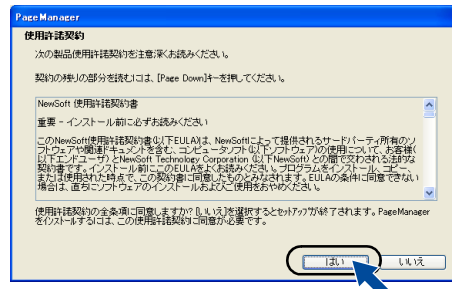 PageManager
使用許諾契約
次の製品使用許諾契約を注意深くお読みください。
契約の残りの部分を読むには、[Page Down]キーを押してください。
NewSoft 使用許諾契約書
重要 - インストール前に必ずお読みください
このNewSoft使用許諾契約書(以下EULA)は、NewSoftによって提供されるサードパーティ所有のソ
フトウェアや関連ドキュメントを含む、コンピュータソフト(以下ソフトウェア)の使用について、お客様(
以下エンドユーザ)とNewSoft Technology Corporation (以下NewSoft) との間で交わされる法的な
契約書です。インストール前にこのEULAをよくお読みください。プログラムをインストール、コピー、
または使用された時点で、この契約書に同意したものとみなされます。EULAの条件に同意できない
場合は、直ちにソフトウェアのインストールおよびご使用をおやめください。
使用許諾契約の全条項に同意しますか? [いいえ]を選択するとセットアップが終了されます。PageManager
をインストールするには、この使用許諾契約に同意が必要です。
はい
いいえ